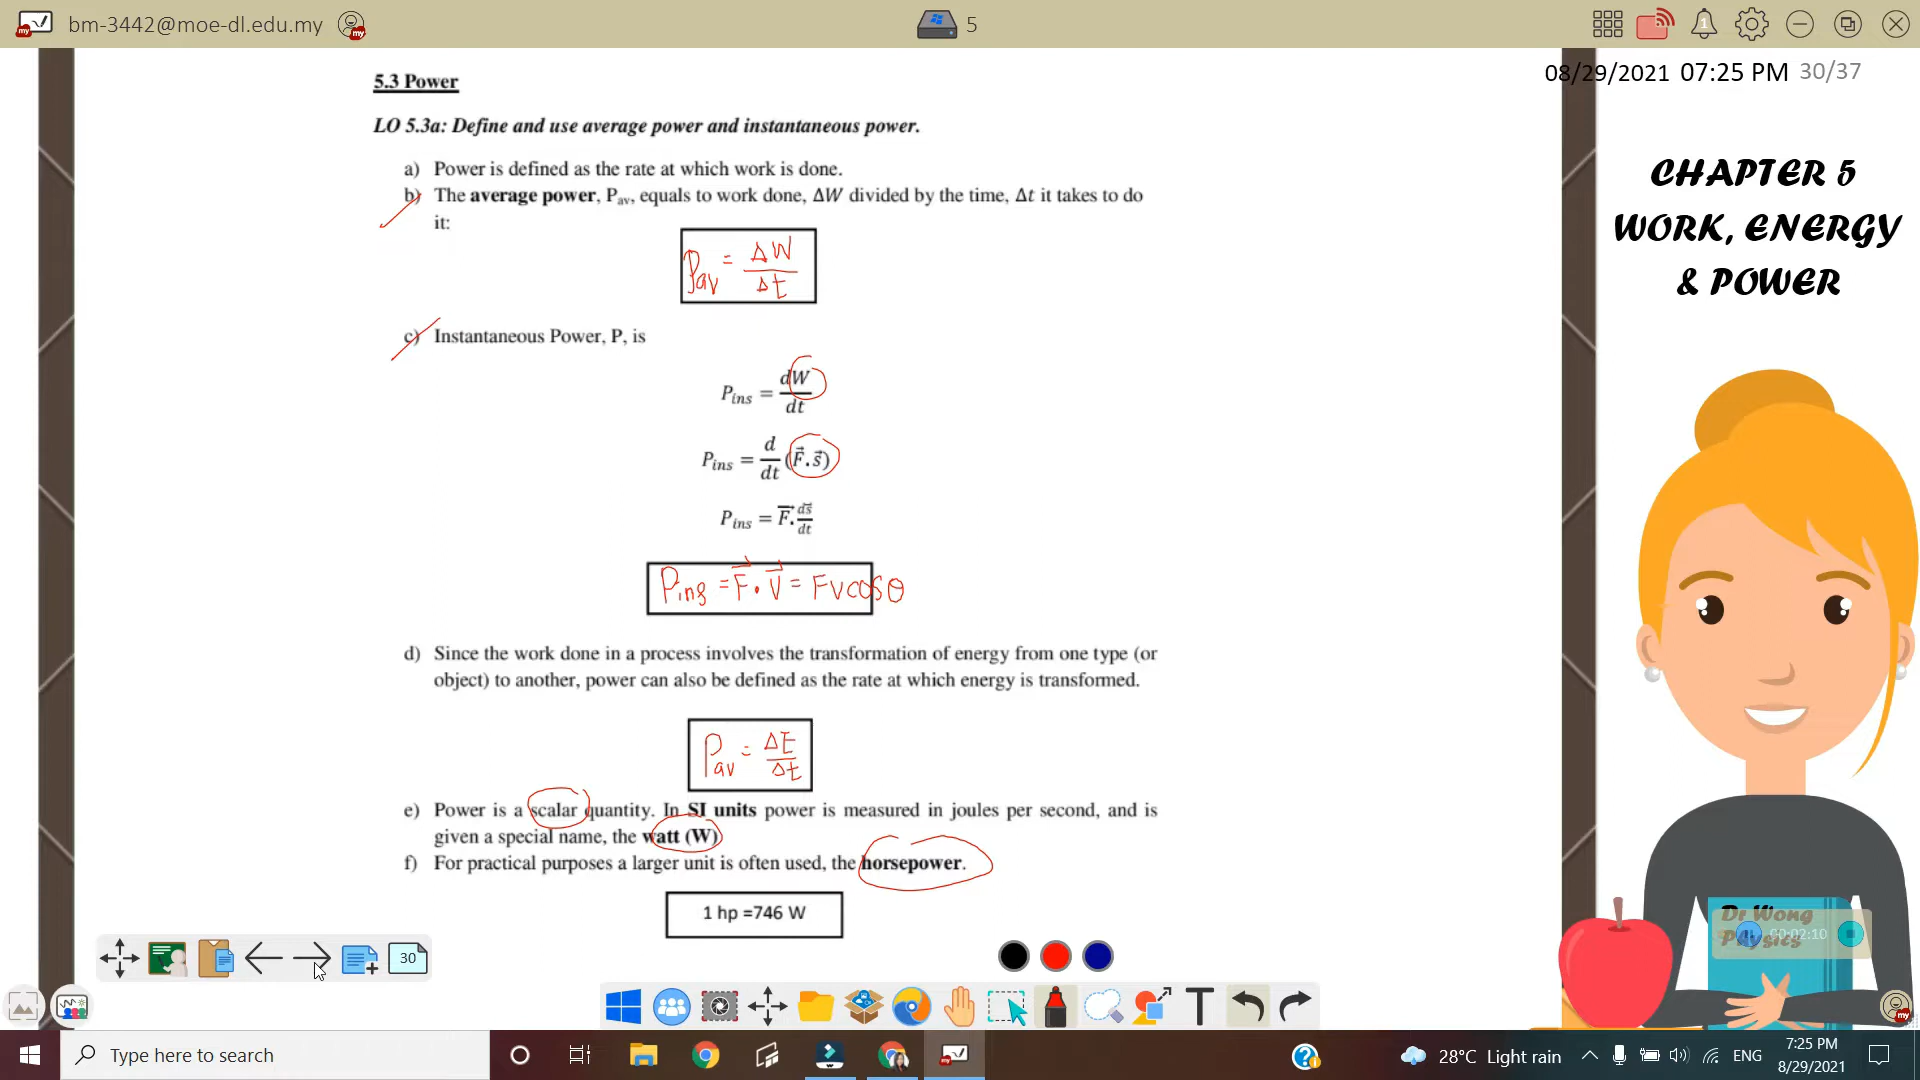 bm-3442@moe-dl.edu.my
5
1
08/29/2021 07:25 PM 30/37
5.3 Power
LO 5.3a: Define and use average power and instantaneous power.
a) Power is defined as the rate at which work is done.
b) The average power, Pav, equals to work done, ΔW divided by the time, Δt it takes to do
it:
Pav = ΔW/Δt
c) Instantaneous Power, P, is
Pins = dW/dt
Pins = d/dt (F⃗.s⃗)
Pins = F⃗. ds⃗/dt
Pins = F⃗ • V⃗ = Fvcosθ
d) Since the work done in a process involves the transformation of energy from one type (or
object) to another, power can also be defined as the rate at which energy is transformed.
Pav = ΔE/Δt
e) Power is a scalar quantity. In SI units power is measured in joules per second, and is
given a special name, the watt (W)
f) For practical purposes a larger unit is often used, the horsepower.
1 hp =746 W
CHAPTER 5
WORK, ENERGY
& POWER
Dr Wong
Physics
00:02:10
30
T
Type here to search
28°C Light rain
ENG
7:25 PM
8/29/2021